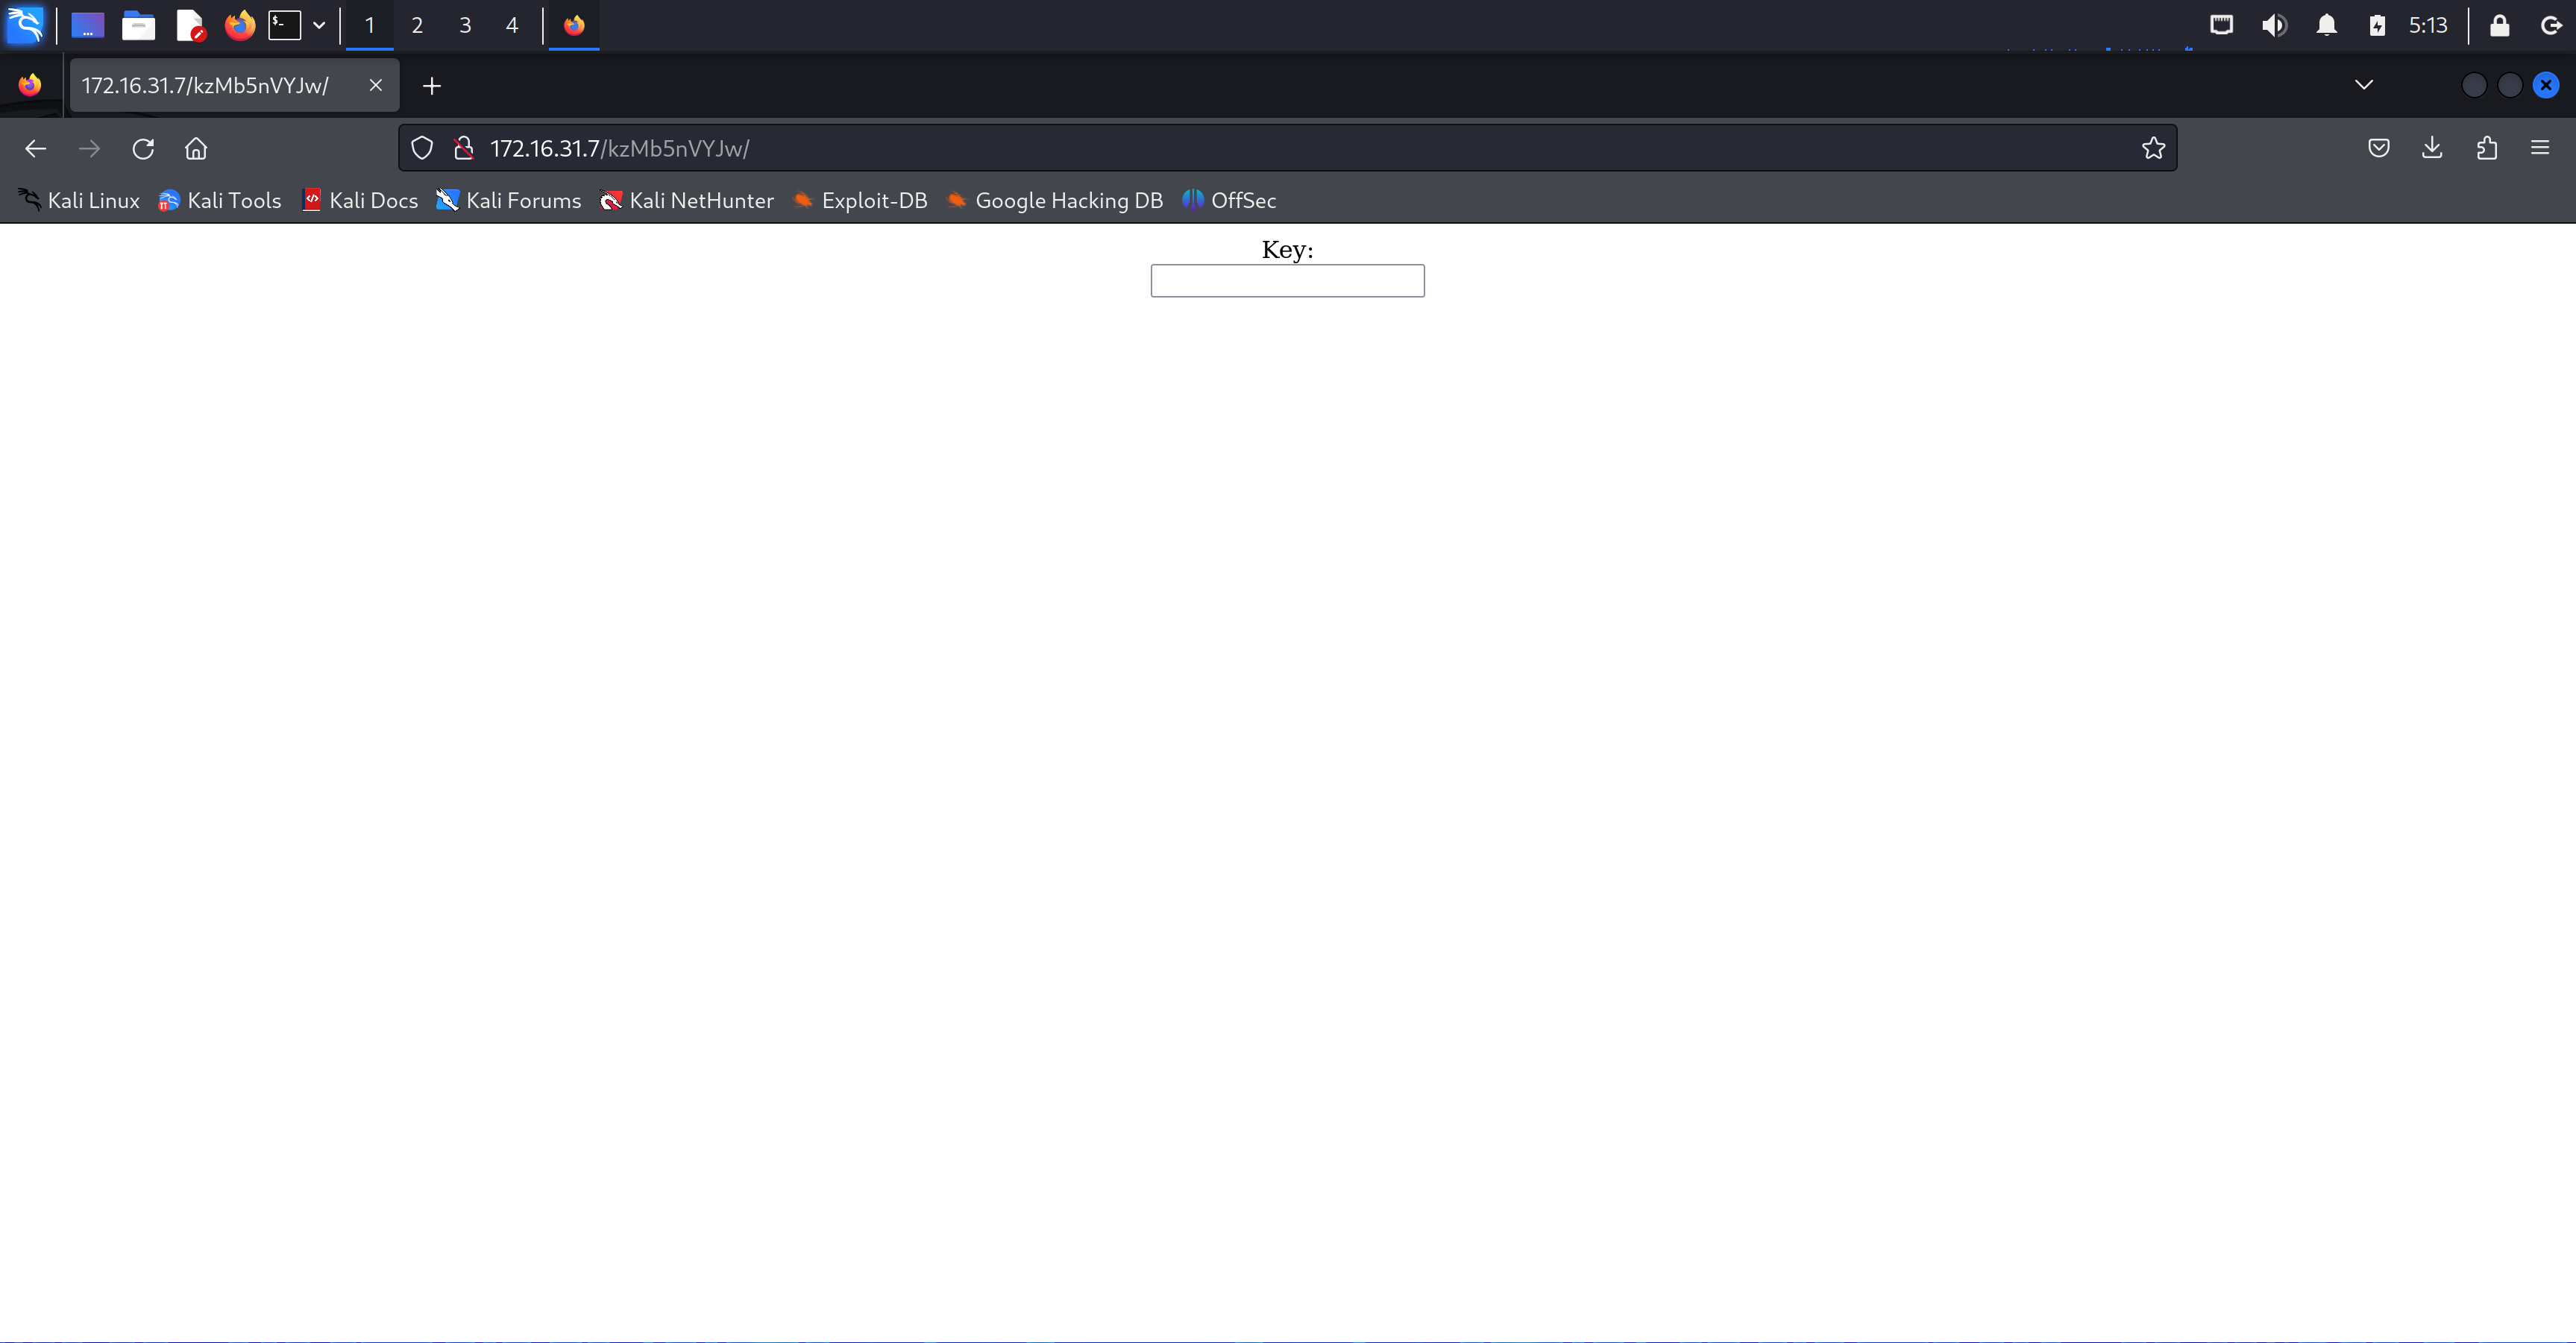 $-
1 2 3 4
5:13
172.16.31.7/kzMb5nVYJw/
172.16.31.7/kzMb5nVYJw/
Kali Linux Kali Tools Kali Docs Kali Forums Kali NetHunter Exploit-DB Google Hacking DB OffSec
Key: